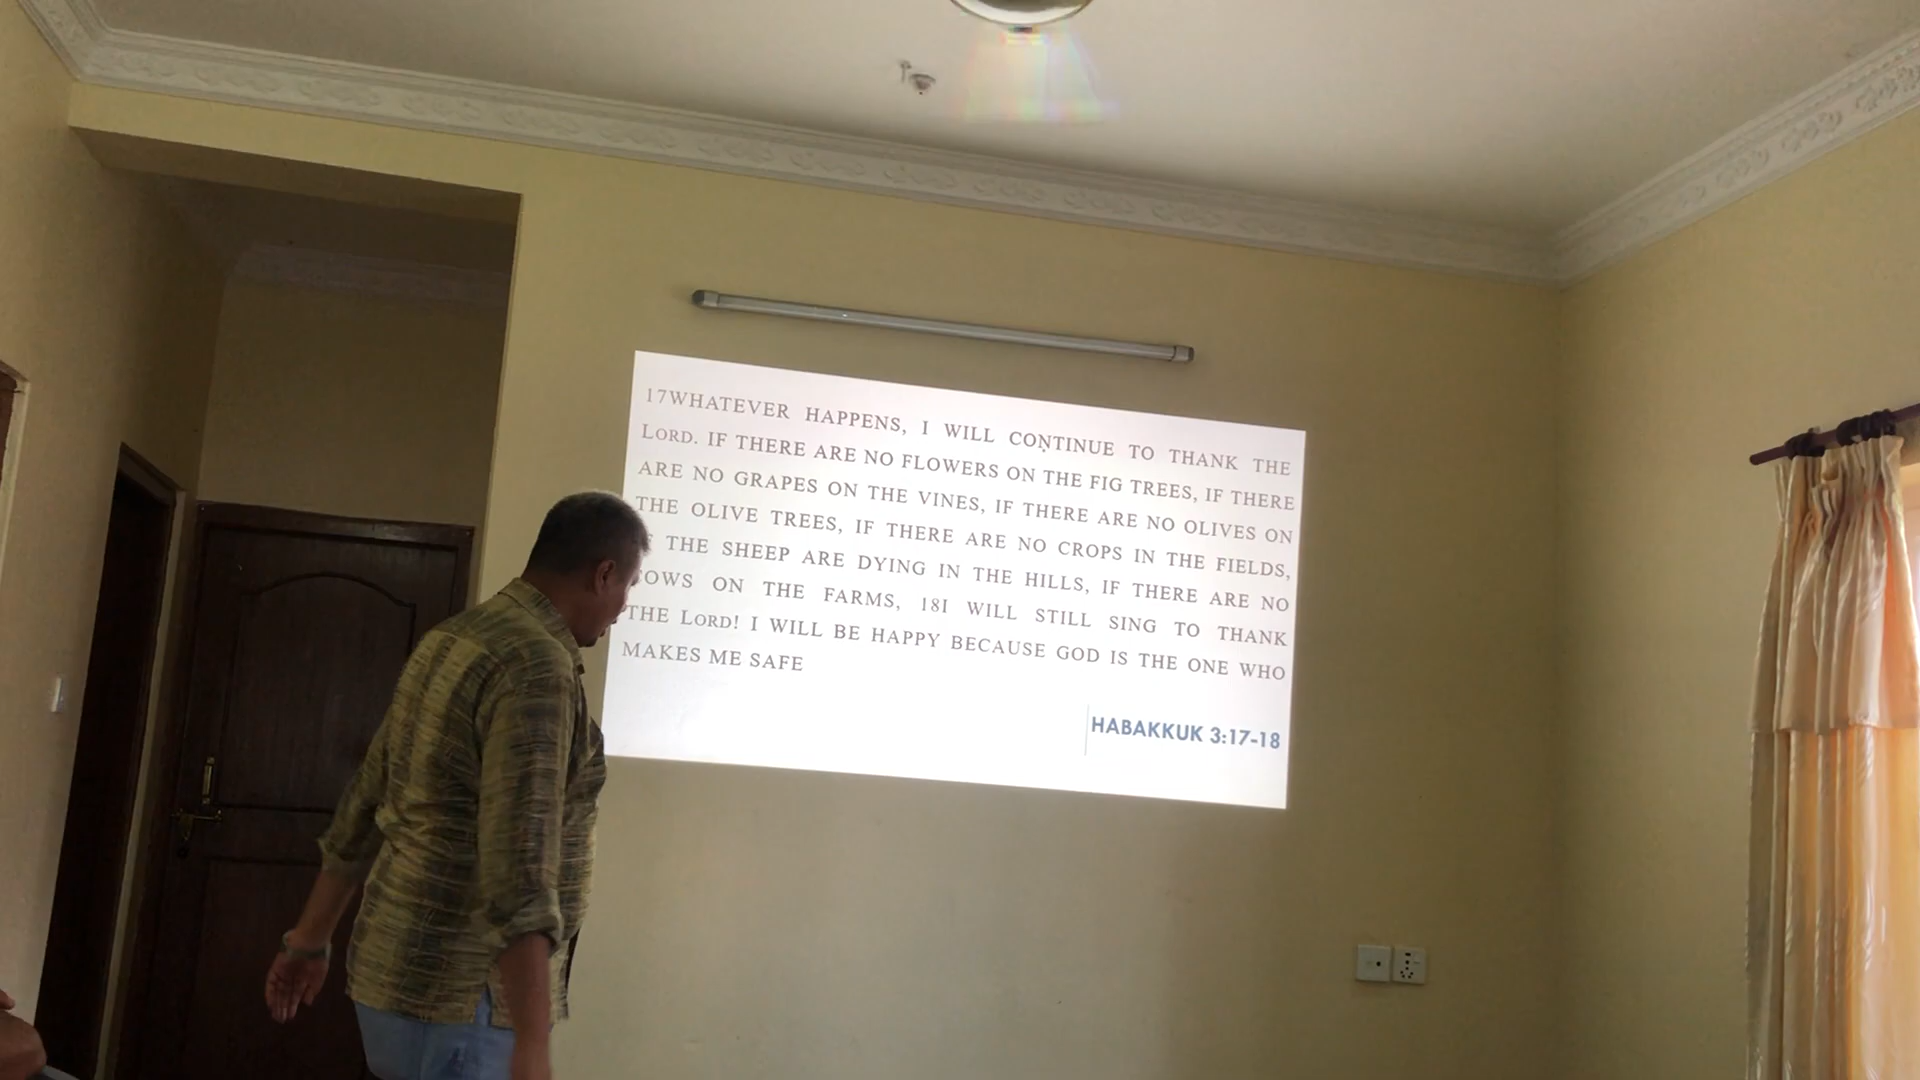 17WHATEVER HAPPENS, I WILL CONTINUE TO THANK THE
LORD. IF THERE ARE NO FLOWERS ON THE FIG TREES, IF THERE
ARE NO GRAPES ON THE VINES, IF THERE ARE NO OLIVES ON
THE OLIVE TREES, IF THERE ARE NO CROPS IN THE FIELDS,
THE SHEEP ARE DYING IN THE HILLS, IF THERE ARE NO
ON THE FARMS, 18I WILL STILL SING TO THANK
THE LORD! I WILL BE HAPPY BECAUSE GOD IS THE ONE WHO
MAKES ME SAFE
HABAKKUK 3:17-18